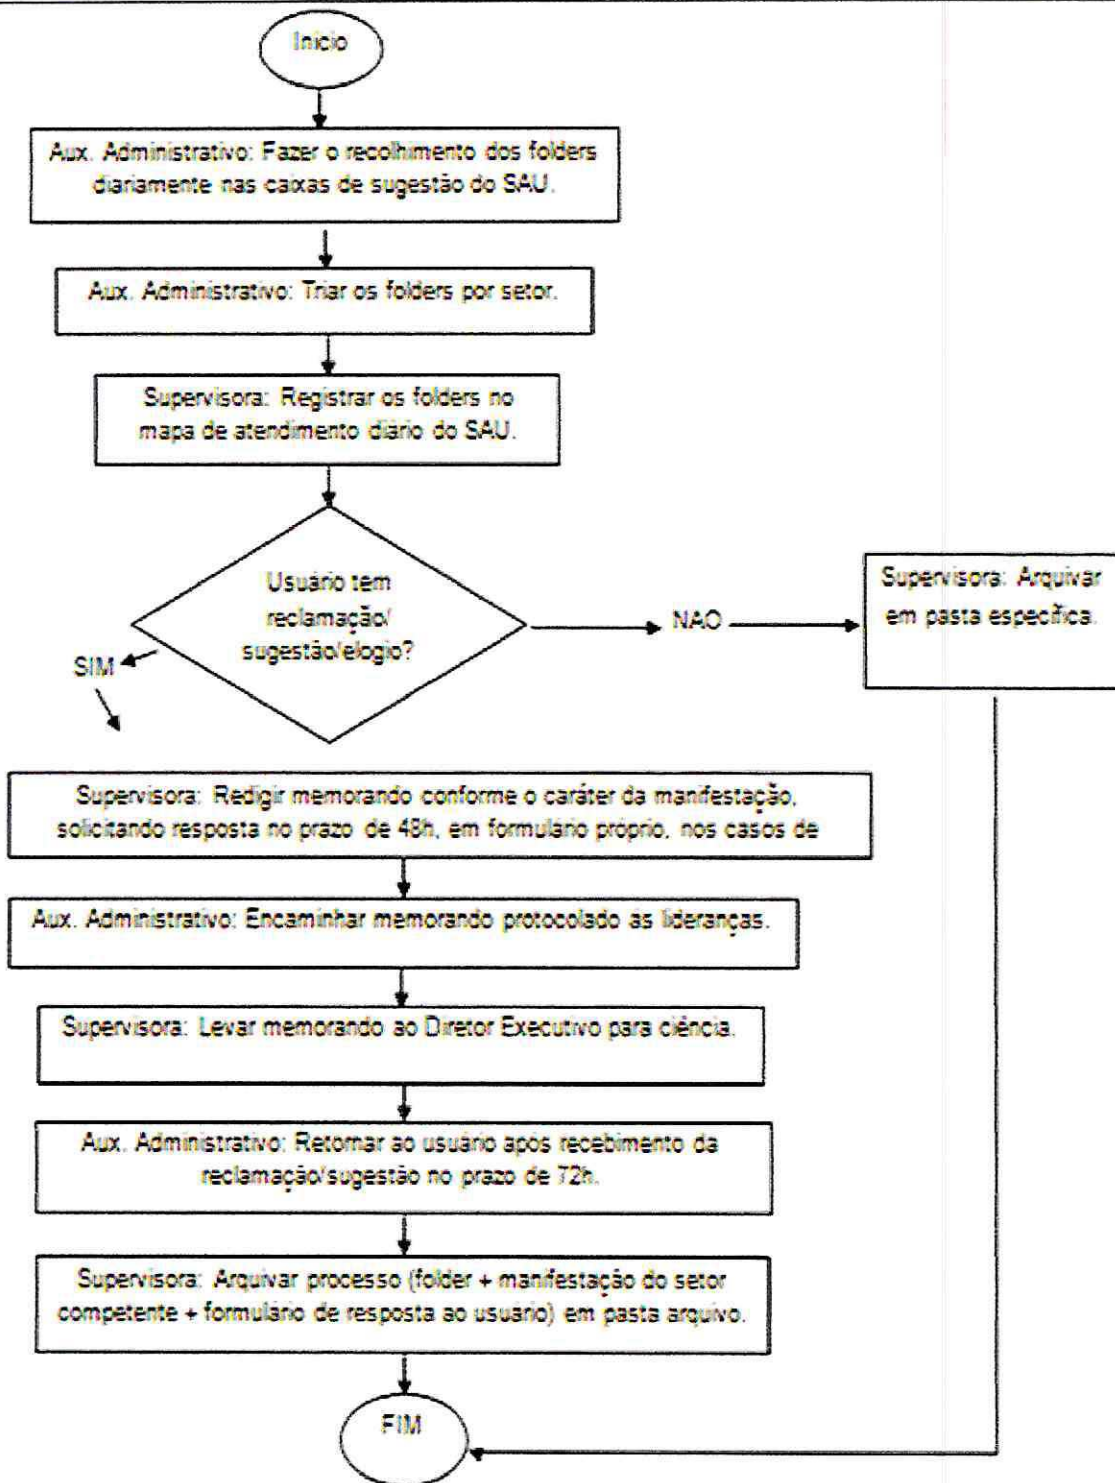 Início
Aux. Administrativo: Fazer o recolhimento dos folders
diariamente nas caixas de sugestão do SAU.
Aux. Administrativo: Triar os folders por setor.
Supervisora: Registrar os folders no
mapa de atendimento diário do SAU.
Usuário tem
reclamação/
sugestão/elogio?
NAO
Supervisora: Arquivar
em pasta específica.
SIM
Supervisora: Redigir memorando conforme o caráter da manifestação,
solicitando resposta no prazo de 48h, em formulário próprio, nos casos de
Aux. Administrativo: Encaminhar memorando protocolado as lideranças.
Supervisora: Levar memorando ao Diretor Executivo para ciência.
Aux. Administrativo: Retornar ao usuário após recebimento da
reclamação/sugestão no prazo de 72h.
Supervisora: Arquivar processo (folder + manifestação do setor
competente + formulário de resposta ao usuário) em pasta arquivo.
FIM